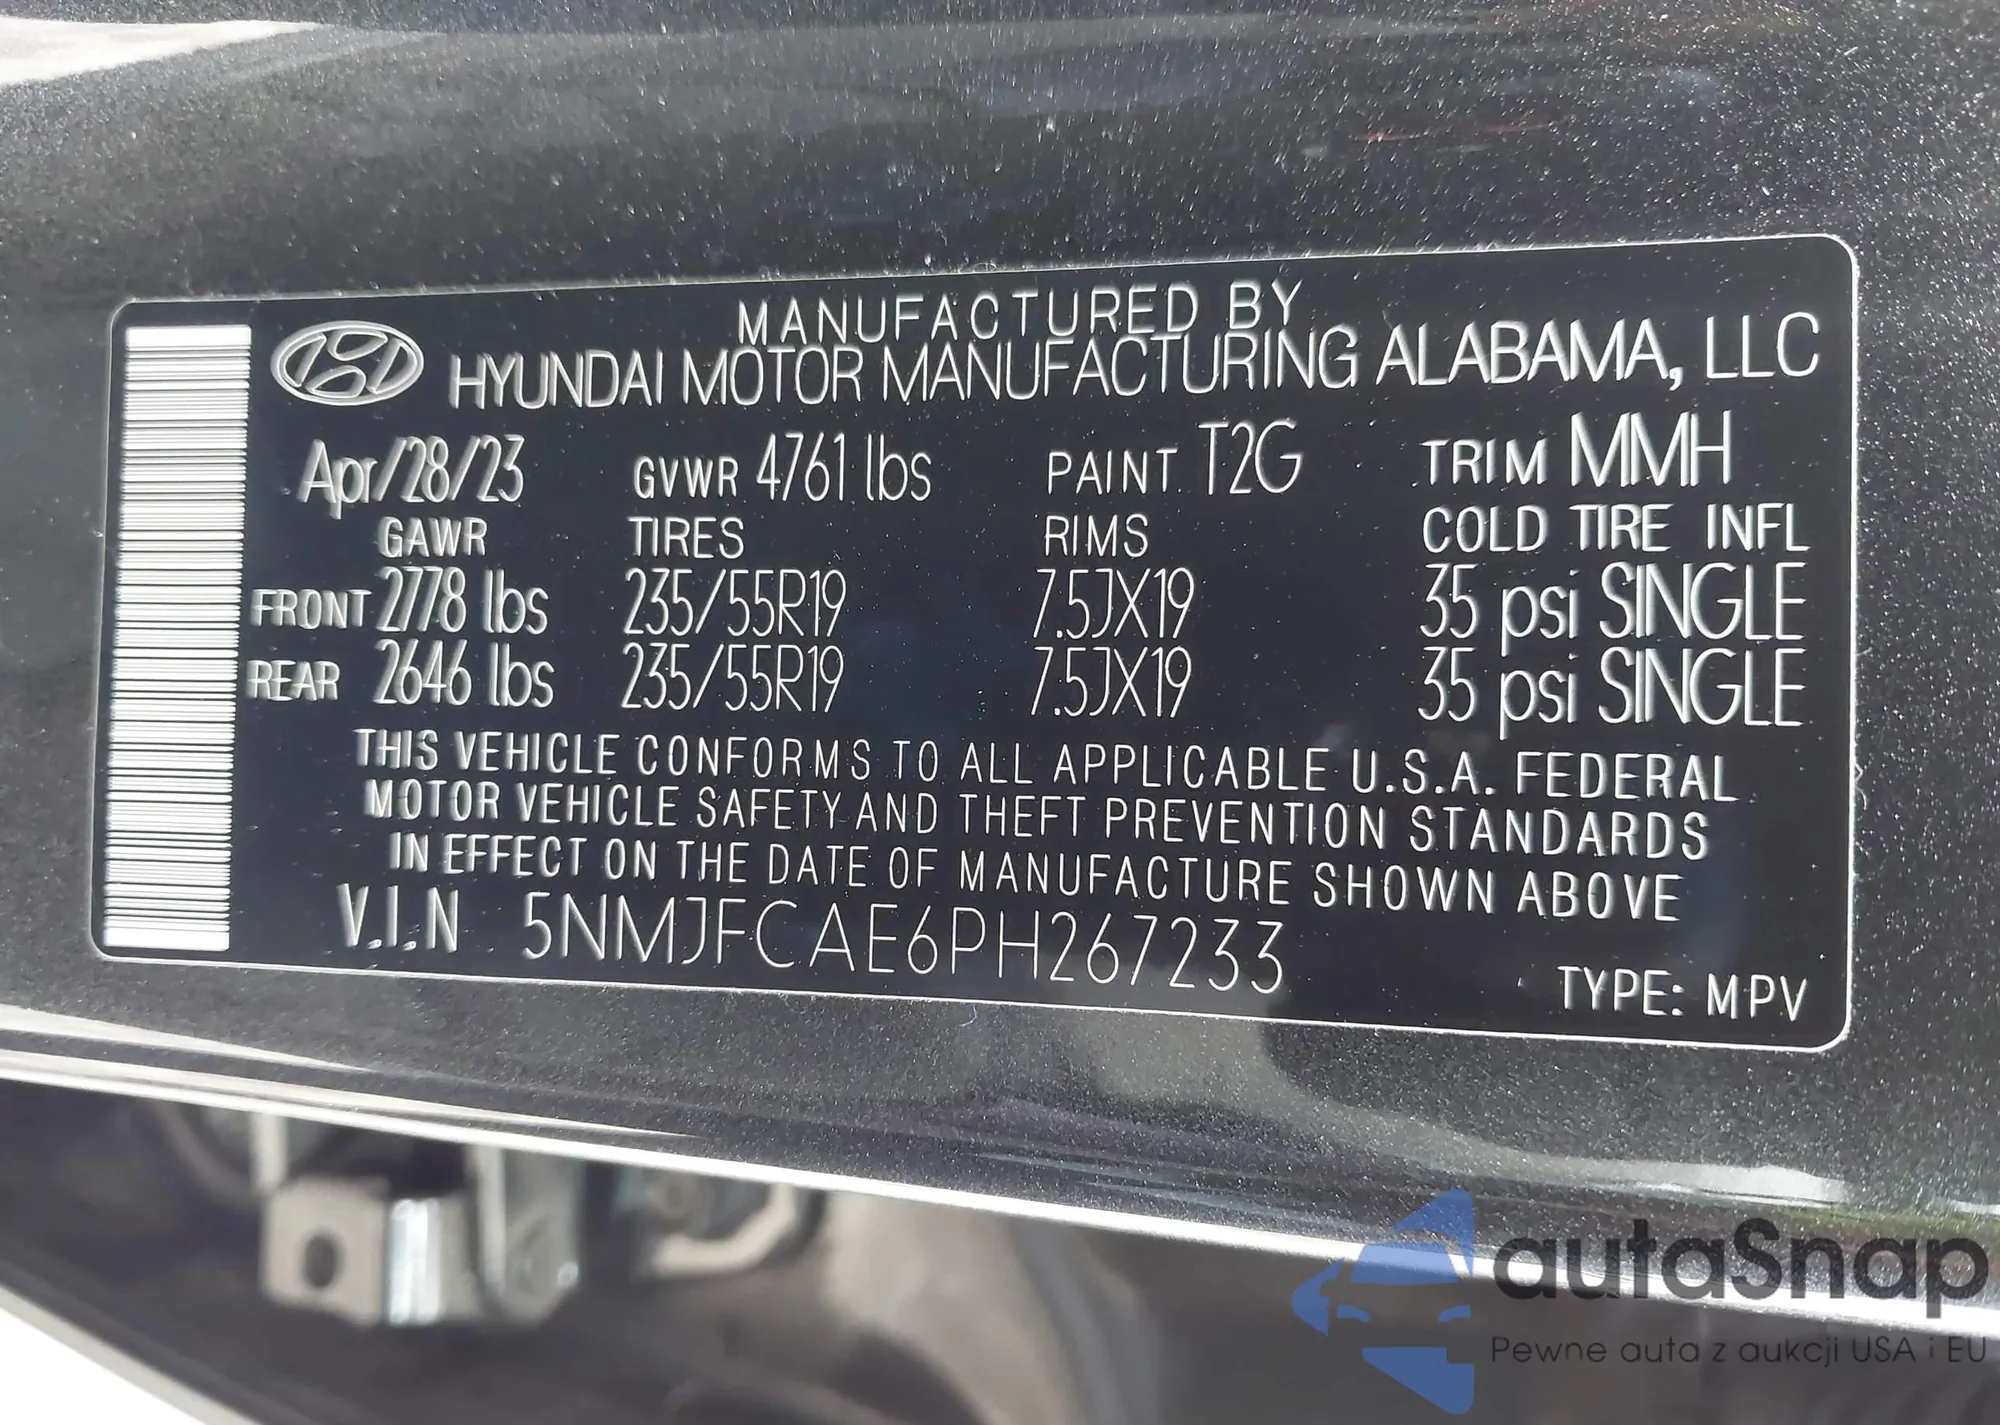 MANUFACTURED BY
HYUNDAI MOTOR MANUFACTURING ALABAMA, LLC
Apr/28/23 GVWR 4761 lbs PAINT T2G TRIM MMH
GAWR TIRES RIMS COLD TIRE INFL
FRONT 2778 lbs 235/55R19 7.5JX19 35 psi SINGLE
REAR 2646 lbs 235/55R19 7.5JX19 35 psi SINGLE
THIS VEHICLE CONFORMS TO ALL APPLICABLE U.S.A. FEDERAL
MOTOR VEHICLE SAFETY AND THEFT PREVENTION STANDARDS
IN EFFECT ON THE DATE OF MANUFACTURE SHOWN ABOVE
V.I.N 5NMJFCAE6PH267233
TYPE: MPV
autaSnap
Pewne auta z aukcji USA i EU